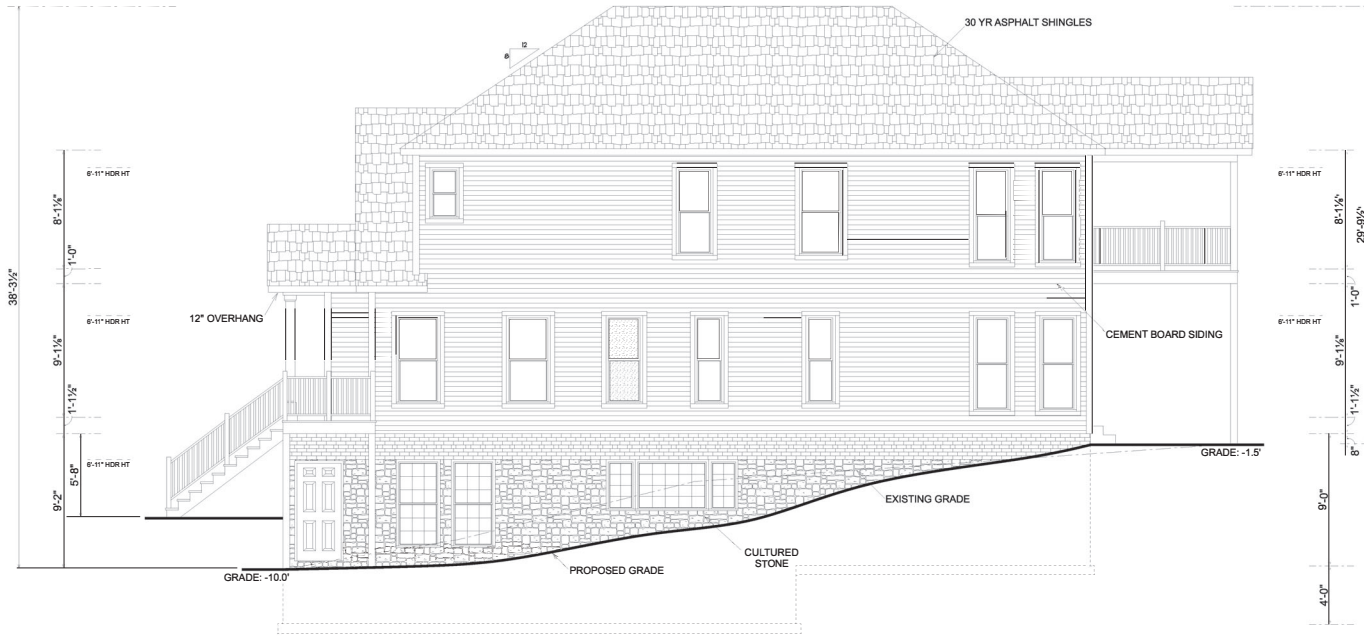 30 YR ASPHALT SHINGLES
12
8
6'-11" HDR HT
6'-11" HDR HT
8'-1⅛"
8'-1⅛"
29'-9½"
1'-0"
38'-3½"
1'-0"
12" OVERHANG
6'-11" HDR HT
6'-11" HDR HT
CEMENT BOARD SIDING
9'-1⅛"
9'-1⅛"
1'-1½"
1'-1½"
8"
6'-11" HDR HT
GRADE: -1.5'
5'-8"
9'-2"
EXISTING GRADE
9'-0"
CULTURED
STONE
PROPOSED GRADE
GRADE: -10.0'
4'-0"